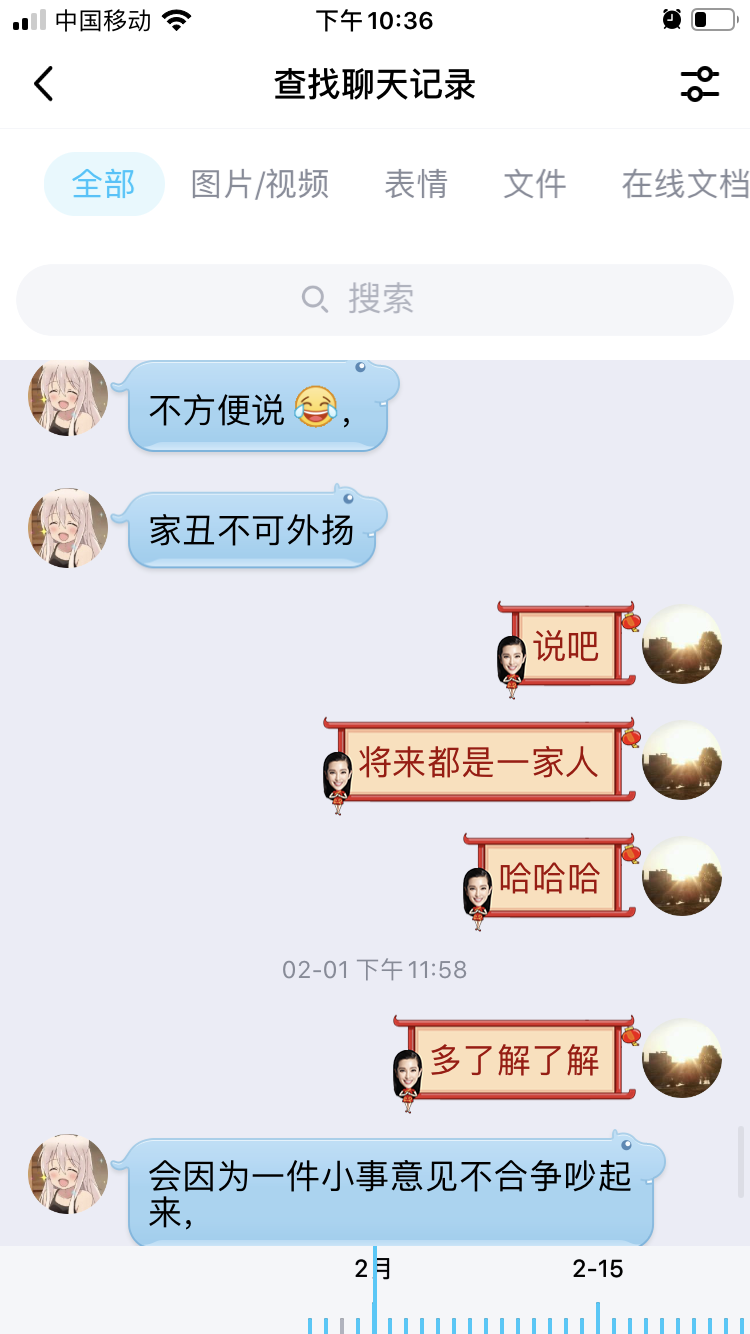 中国移动 下午10:36
查找聊天记录
全部 图片/视频 表情 文件 在线文档
搜索
不方便说😂,
家丑不可外扬
说吧
将来都是一家人
哈哈哈
02-01 下午11:58
多了解了解
会因为一件小事意见不合争吵起
来,
2月 2-15